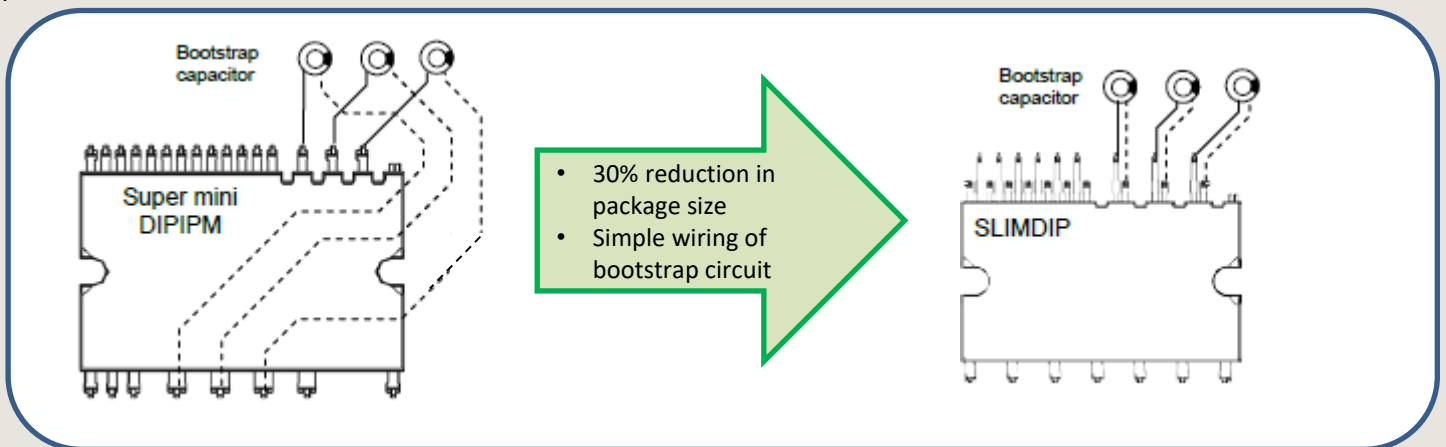 Bootstrap
capacitor
Super mini
DIPIPM
• 30% reduction in
package size
• Simple wiring of
bootstrap circuit
Bootstrap
capacitor
SLIMDIP